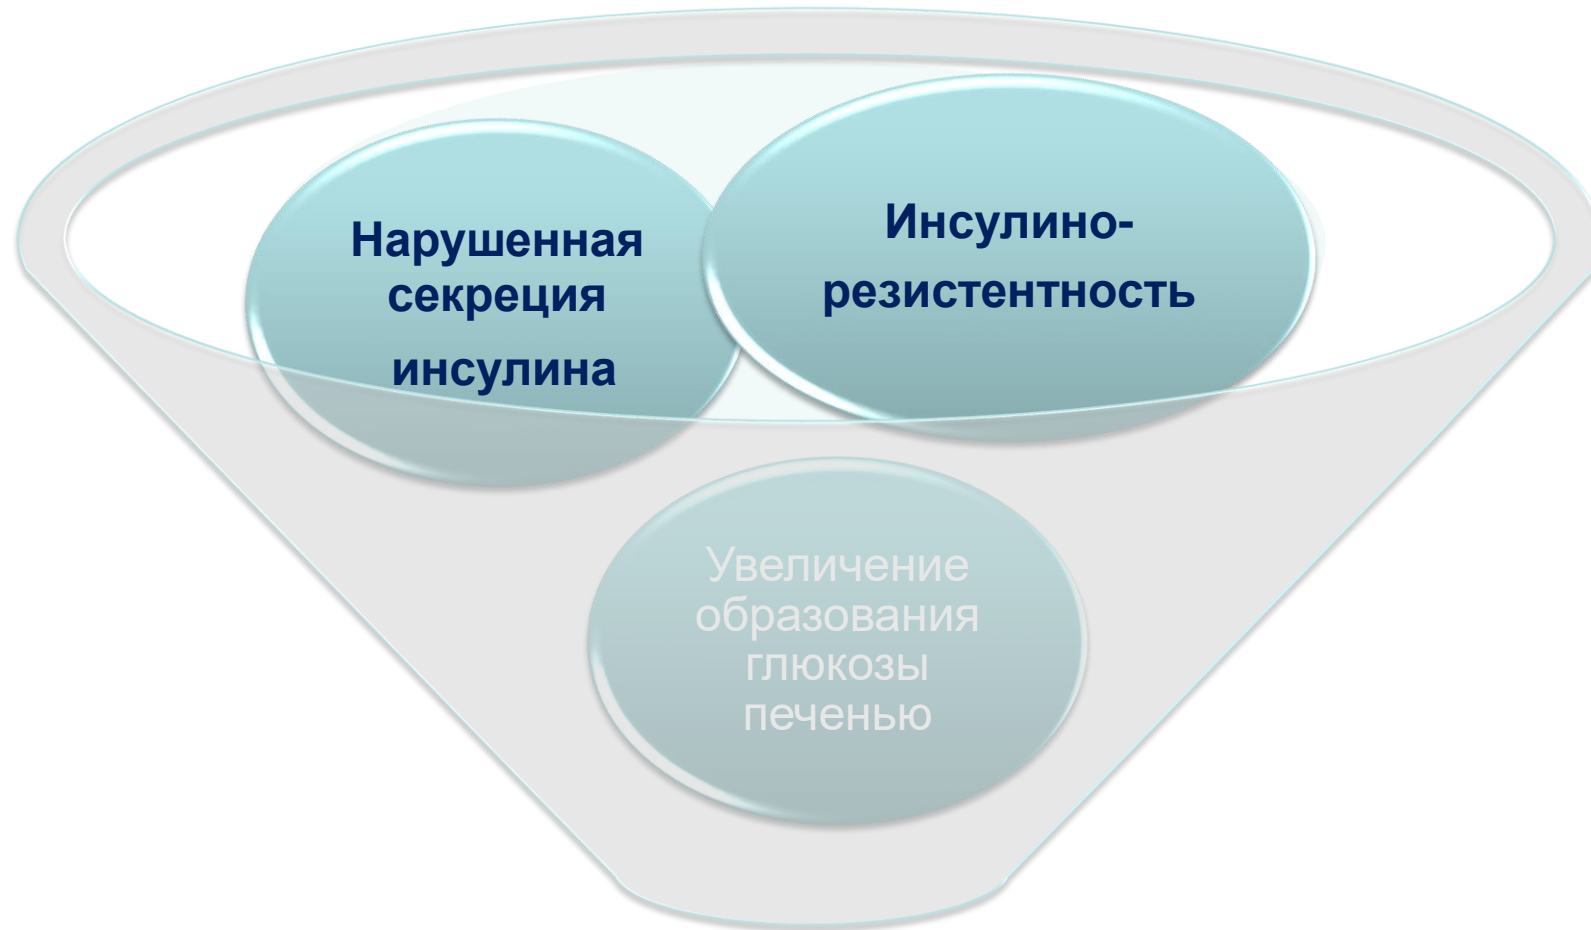 Нарушенная
секреция
инсулина
Инсулино-
резистентность
Увеличение
образования
глюкозы
печенью